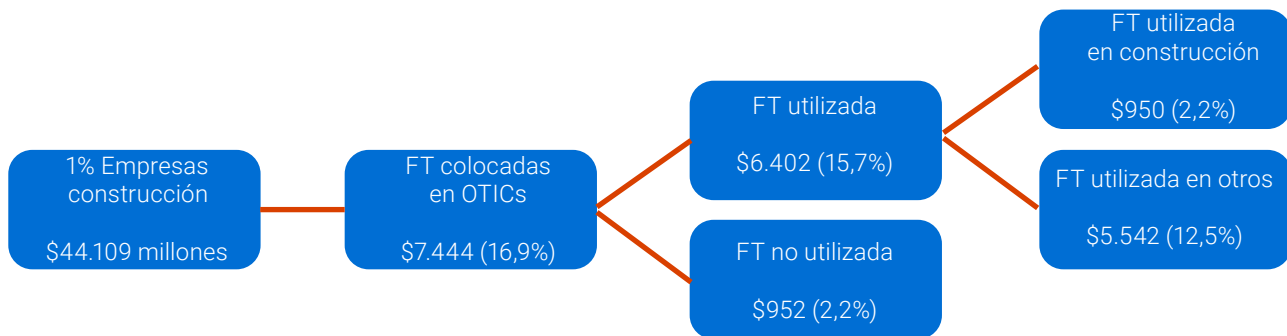 1% Empresas
construcción
$44.109 millones
FT colocadas
en OTICs
$7.444 (16,9%)
FT utilizada
$6.402 (15,7%)
FT no utilizada
$952 (2,2%)
FT utilizada
en construcción
$950 (2,2%)
FT utilizada en otros
$5.542 (12,5%)